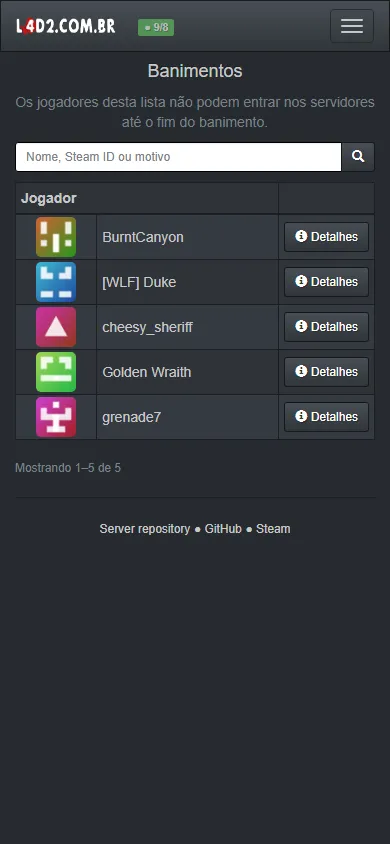 L4D2.COM.BR
● 9/8
Banimentos
Os jogadores desta lista não podem entrar nos servidores
até o fim do banimento.
Nome, Steam ID ou motivo
Jogador
BurntCanyon
Detalhes
[WLF] Duke
Detalhes
cheesy_sheriff
Detalhes
Golden Wraith
Detalhes
grenade7
Detalhes
Mostrando 1–5 de 5
Server repository ● GitHub ● Steam